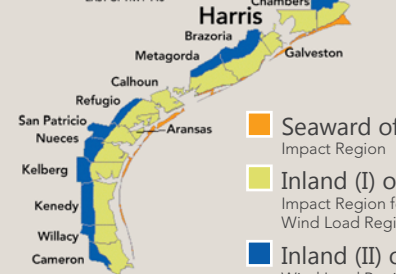 Chambers
Harris
Brazoria
Galveston
Metagorda
Calhoun
Refugio
San Patricio
Aransas
Nueces
Kelberg
Kenedy
Willacy
Cameron
Seaward of
Impact Region
Inland (I) o
Impact Region f
Wind Load Regi
Inland (II) o